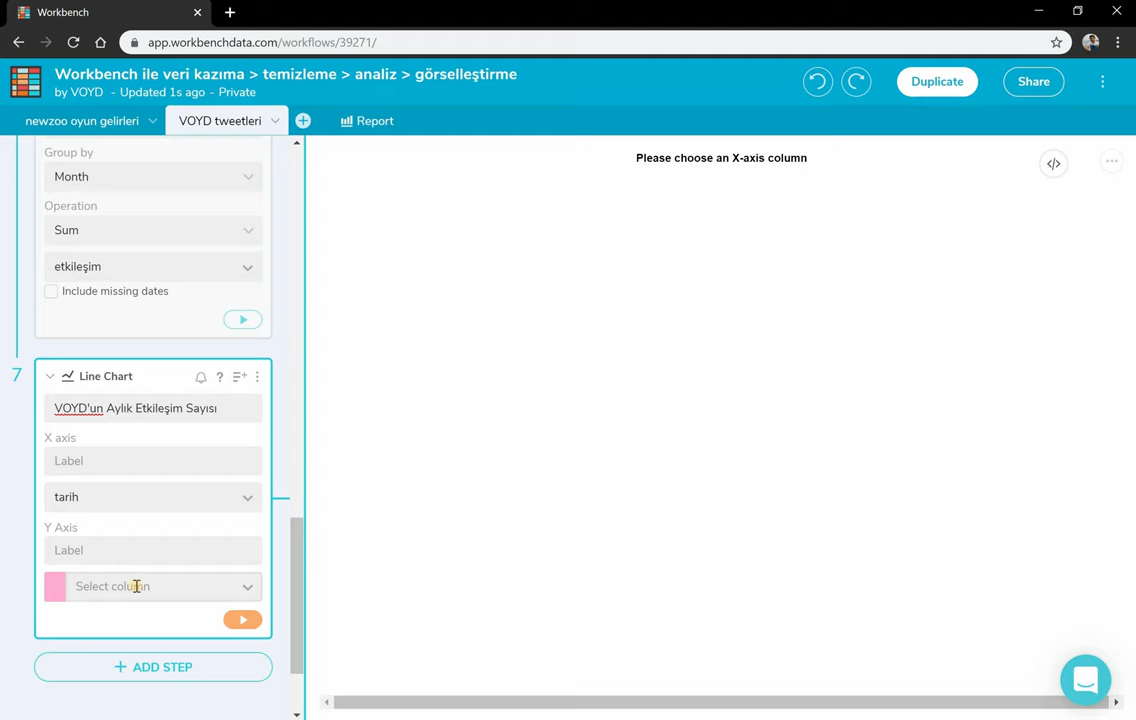 Workbench
app.workbenchdata.com/workflows/39271/
Workbench ile veri kazıma > temizleme > analiz > görselleştirme
by VOYD - Updated 1s ago - Private
Duplicate
Share
newzoo oyun gelirleri
VOYD tweetleri
Report
Group by
Month
Operation
Sum
etkileşim
Include missing dates
7
Line Chart
?
VOYD'un Aylık Etkileşim Sayısı
X axis
Label
tarih
Y Axis
Label
Select column
+ ADD STEP
Please choose an X-axis column